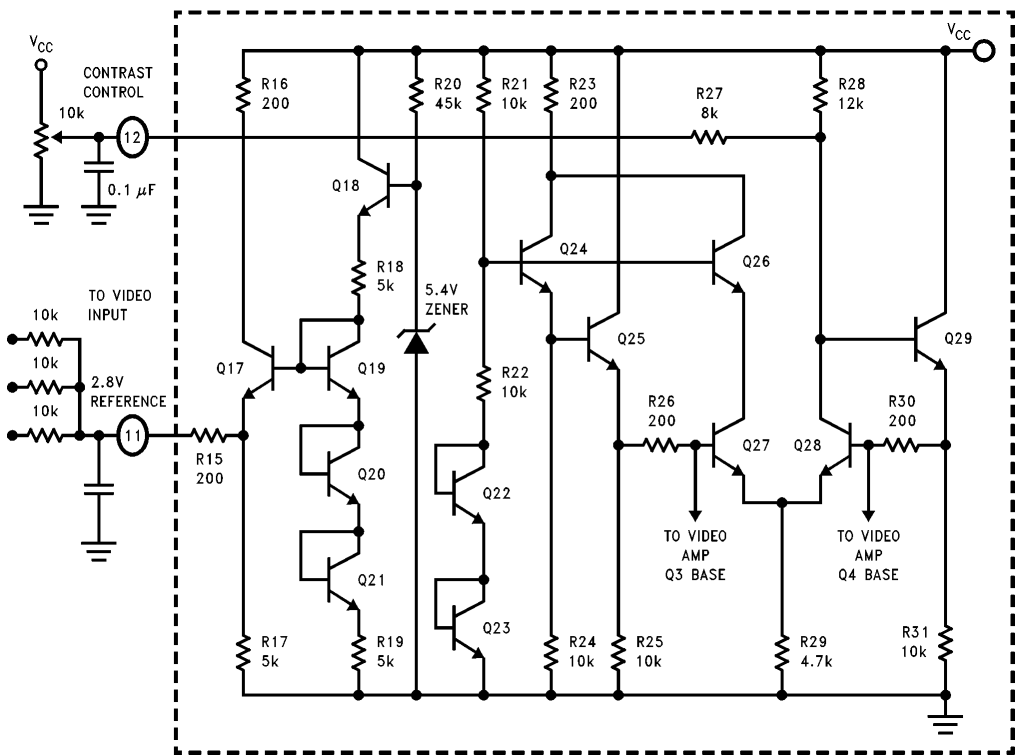 VCC
CONTRAST
CONTROL
10k
12
0.1 μF
TO VIDEO
INPUT
10k
10k
10k
2.8V
REFERENCE
11
R15
200
R16
200
Q17
R17
5k
Q18
R18
5k
Q19
Q20
Q21
R19
5k
R20
45k
5.4V
ZENER
R21
10k
R22
10k
Q22
Q23
R23
200
Q24
R24
10k
Q25
R25
10k
Q26
R26
200
Q27
TO VIDEO
AMP
Q3 BASE
R27
8k
R28
12k
Q28
TO VIDEO
AMP
Q4 BASE
R29
4.7k
VCC
Q29
R30
200
R31
10k